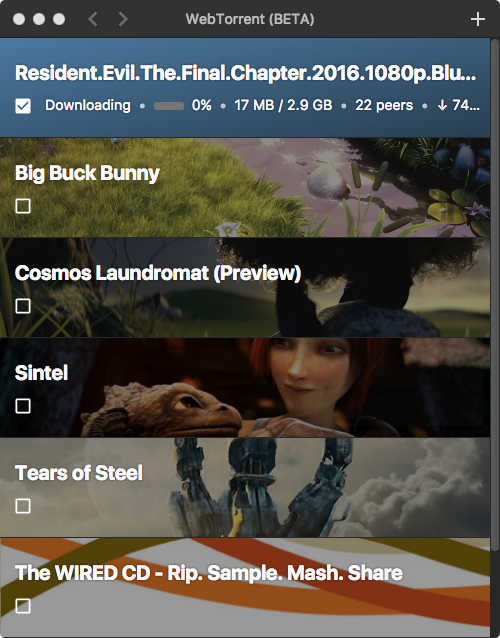 WebTorrent (BETA)
Resident.Evil.The.Final.Chapter.2016.1080p.Blu...
Downloading • 0% • 17 MB / 2.9 GB • 22 peers • ↓ 74...
Big Buck Bunny
Cosmos Laundromat (Preview)
Sintel
Tears of Steel
The WIRED CD - Rip. Sample. Mash. Share